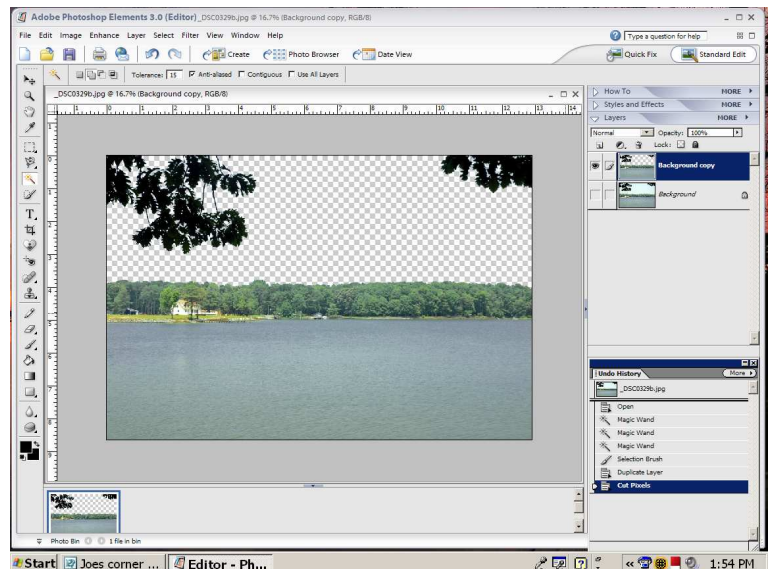 Adobe Photoshop Elements 3.0 (Editor) _DSC0329b.jpg @ 16.7% (Background copy, RGB/8)
File Edit Image Enhance Layer Select Filter View Window Help
Type a question for help
Create Photo Browser Date View
Quick Fix Standard Edit
Tolerance: 15 Anti-aliased Contiguous Use All Layers
_DSC0329b.jpg @ 16.7% (Background copy, RGB/8)
How To MORE
Styles and Effects MORE
Layers MORE
Normal Opacity: 100%
Lock:
Background copy
Background
Undo History More
_DSC0329b.jpg
Open
Magic Wand
Magic Wand
Magic Wand
Selection Brush
Duplicate Layer
Cut Pixels
Photo Bin 1 file in bin
Start Joes corner ... Editor - Ph... 1:54 PM